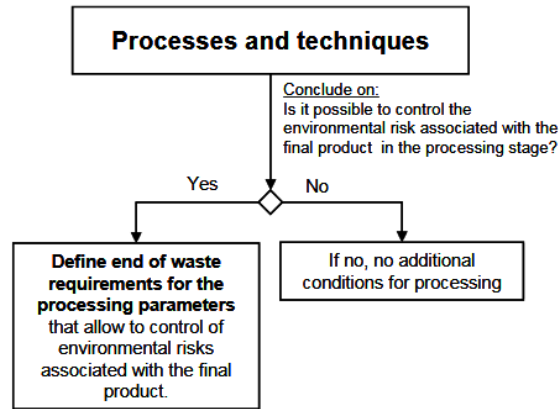 Processes and techniques
Conclude on:
Is it possible to control the
environmental risk associated with the
final product in the processing stage?
Yes
No
Define end of waste
requirements for the
processing parameters
that allow to control of
environmental risks
associated with the final
product.
If no, no additional
conditions for processing